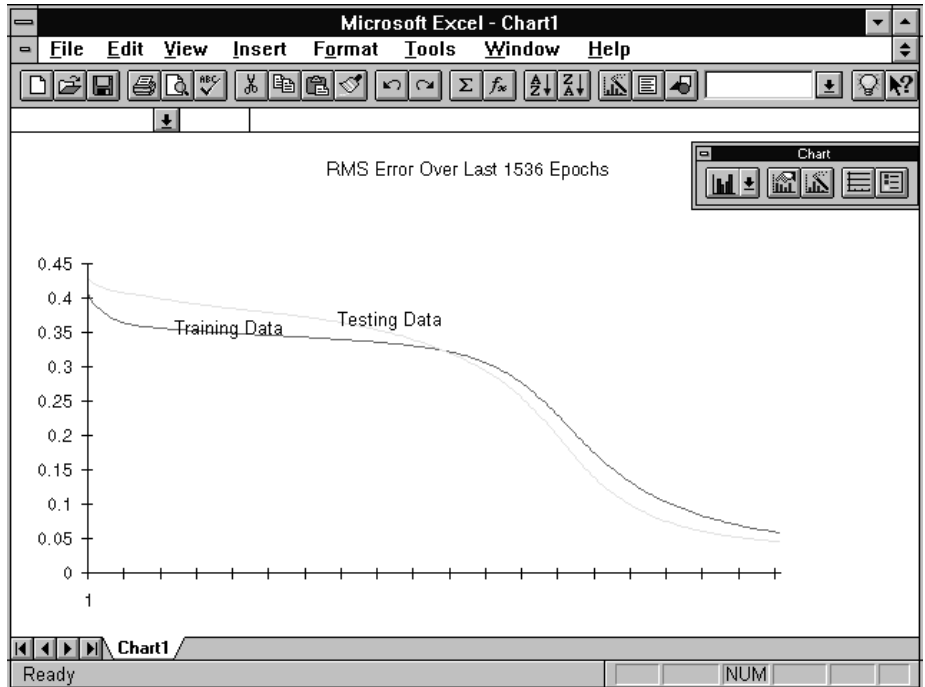 Microsoft Excel - Chart1
File Edit View Insert Format Tools Window Help
ABC Σ fx A Z Z A ?
RMS Error Over Last 1536 Epochs
Chart
0.45
0.4
0.35
0.3
0.25
0.2
0.15
0.1
0.05
0
Training Data
Testing Data
1
Chart1
Ready
NUM